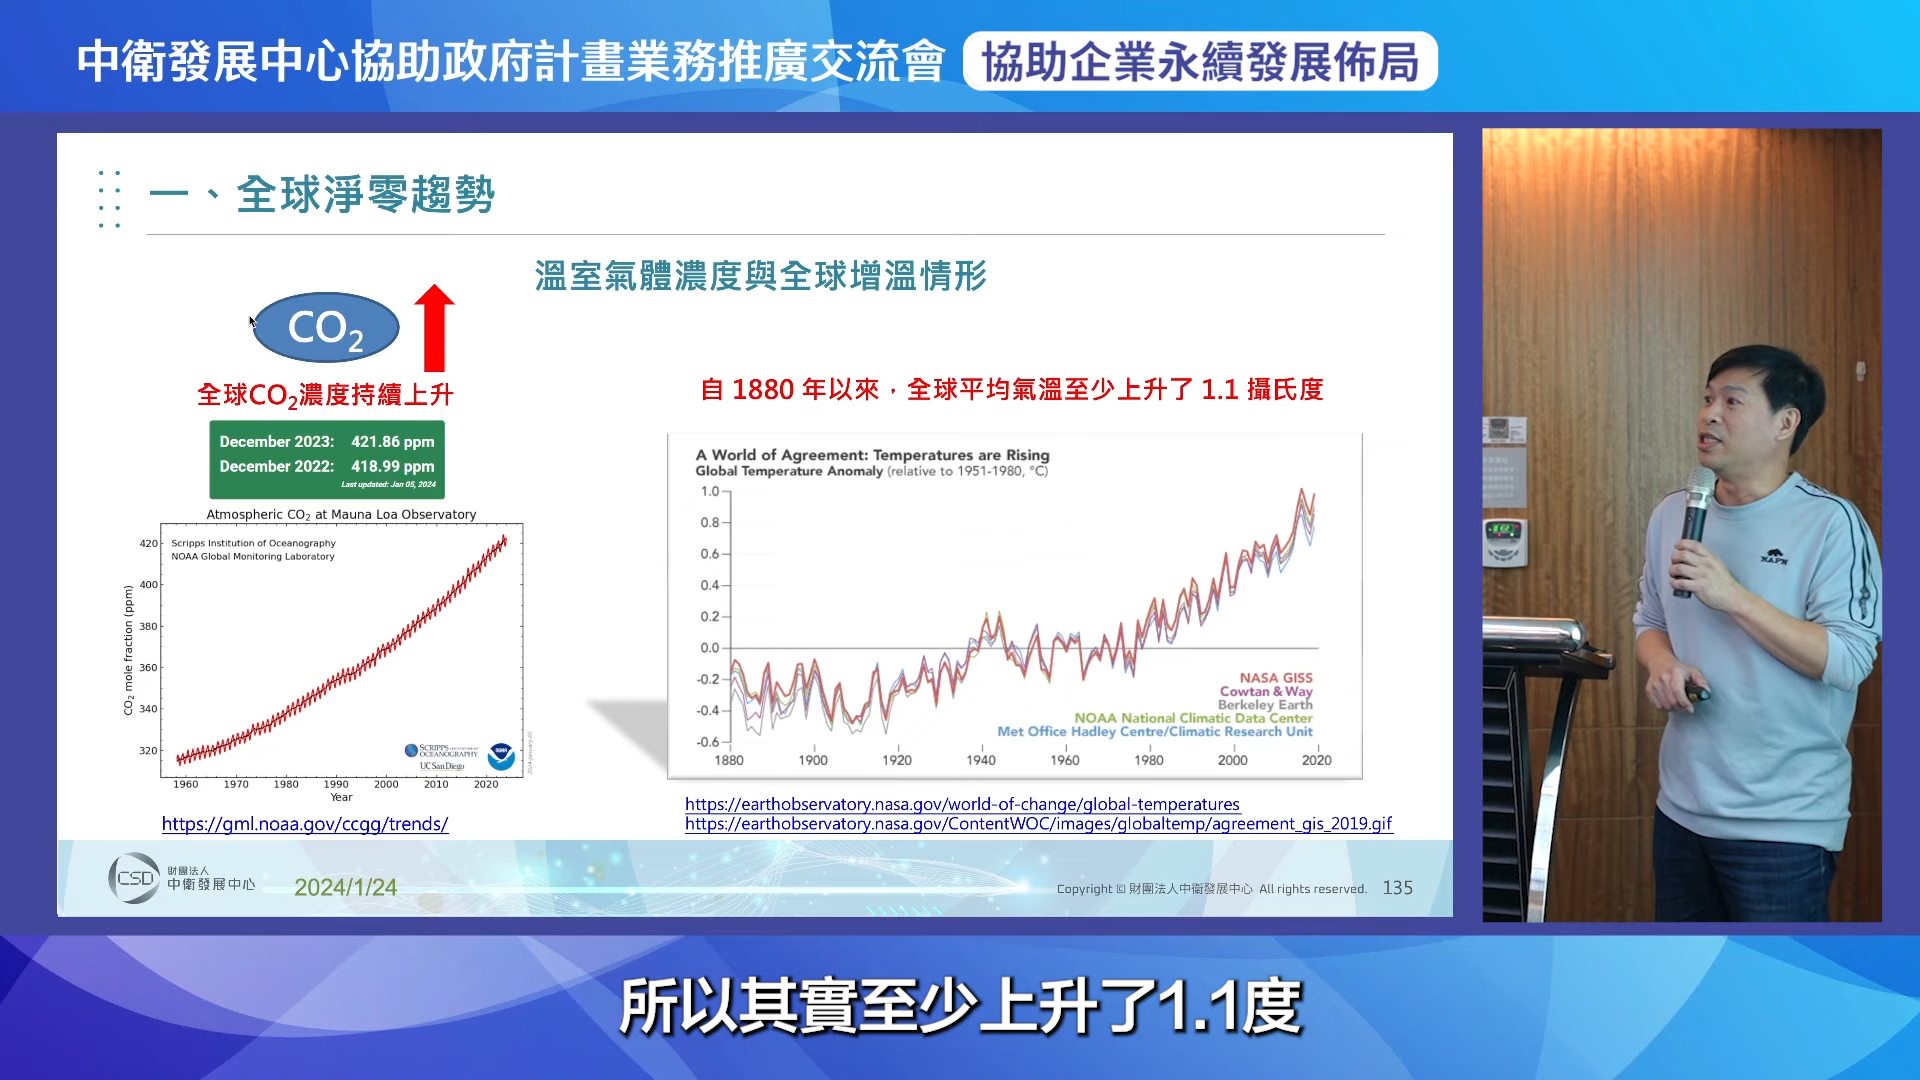 中衛發展中心協助政府計畫業務推廣交流會 協助企業永續發展佈局
一、全球淨零趨勢
溫室氣體濃度與全球增溫情形
CO2
全球CO2濃度持續上升
December 2023: 421.86 ppm
December 2022: 418.99 ppm
Last updated: Jan 05, 2024
Atmospheric CO2 at Mauna Loa Observatory
Scripps Institution of Oceanography
NOAA Global Monitoring Laboratory
CO2 mole fraction (ppm)
420
400
380
360
340
320
SCRIPPS INSTITUTION OF
OCEANOGRAPHY
UC San Diego
NOAA
1960 1970 1980 1990 2000 2010 2020
Year
https://gml.noaa.gov/ccgg/trends/
自 1880 年以來，全球平均氣溫至少上升了 1.1 攝氏度
A World of Agreement: Temperatures are Rising
Global Temperature Anomaly (relative to 1951-1980, °C)
1.0
0.8
0.6
0.4
0.2
0.0
-0.2
-0.4
-0.6
NASA GISS
Cowtan & Way
Berkeley Earth
NOAA National Climatic Data Center
Met Office Hadley Centre/Climatic Research Unit
1880 1900 1920 1940 1960 1980 2000 2020
https://earthobservatory.nasa.gov/world-of-change/global-temperatures
https://earthobservatory.nasa.gov/ContentWOC/images/globaltemp/agreement_gis_2019.gif
CSD
財團法人
中衛發展中心
2024/1/24
Copyright © 財團法人中衛發展中心 All rights reserved. 135
NAPN
所以其實至少上升了1.1度